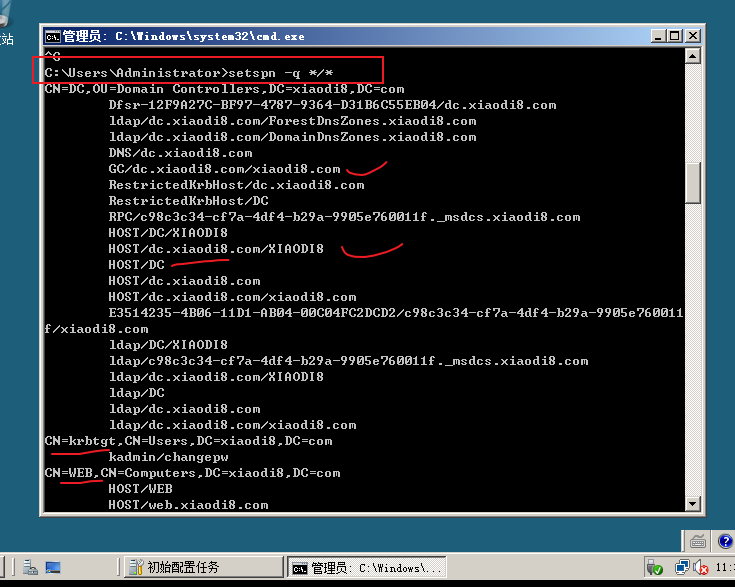 站
管理员: C:\Windows\system32\cmd.exe
^C
C:\Users\Administrator>setspn -q */*
CN=DC,OU=Domain Controllers,DC=xiaodi8,DC=com
Dfsr-12F9A27C-BF97-4787-9364-D31B6C55EB04/dc.xiaodi8.com
ldap/dc.xiaodi8.com/ForestDnsZones.xiaodi8.com
ldap/dc.xiaodi8.com/DomainDnsZones.xiaodi8.com
DNS/dc.xiaodi8.com
GC/dc.xiaodi8.com/xiaodi8.com
RestrictedKrbHost/dc.xiaodi8.com
RestrictedKrbHost/DC
RPC/c98c3c34-cf7a-4df4-b29a-9905e760011f._msdcs.xiaodi8.com
HOST/DC/XIAODI8
HOST/dc.xiaodi8.com/XIAODI8
HOST/DC
HOST/dc.xiaodi8.com
HOST/dc.xiaodi8.com/xiaodi8.com
E3514235-4B06-11D1-AB04-00C04FC2DCD2/c98c3c34-cf7a-4df4-b29a-9905e760011
f/xiaodi8.com
ldap/DC/XIAODI8
ldap/c98c3c34-cf7a-4df4-b29a-9905e760011f._msdcs.xiaodi8.com
ldap/dc.xiaodi8.com/XIAODI8
ldap/DC
ldap/dc.xiaodi8.com
ldap/dc.xiaodi8.com/xiaodi8.com
CN=krbtgt,CN=Users,DC=xiaodi8,DC=com
kadmin/changepw
CN=WEB,CN=Computers,DC=xiaodi8,DC=com
HOST/WEB
HOST/web.xiaodi8.com
初始配置任务
管理员: C:\Windows\...